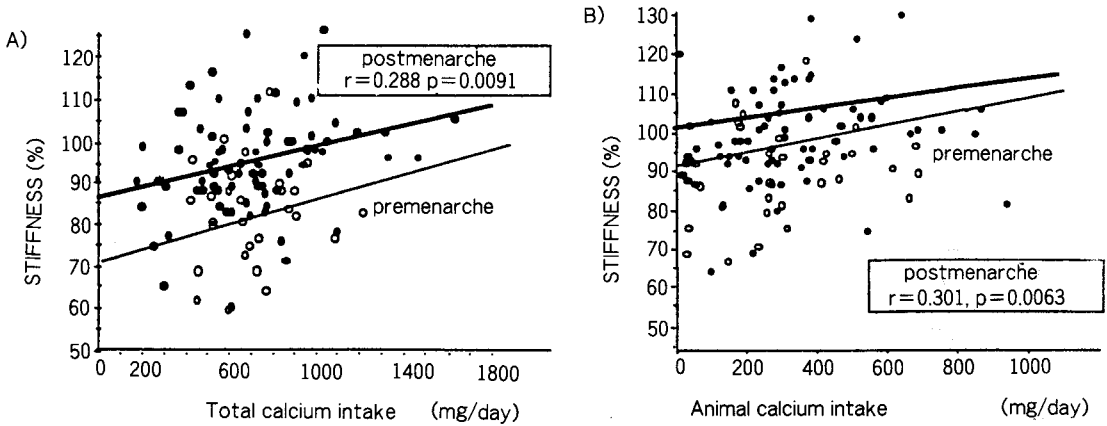 A)
STIFFNESS (%)
120
110
100
90
80
70
60
50
postmenarche
r=0.288 p=0.0091
premenarche
0 200 600 1000 1400 1800
Total calcium intake (mg/day)
B)
STIFFNESS (%)
130
120
110
100
90
80
70
60
50
premenarche
postmenarche
r=0.301, p=0.0063
0 200 400 600 800 1000
Animal calcium intake (mg/day)